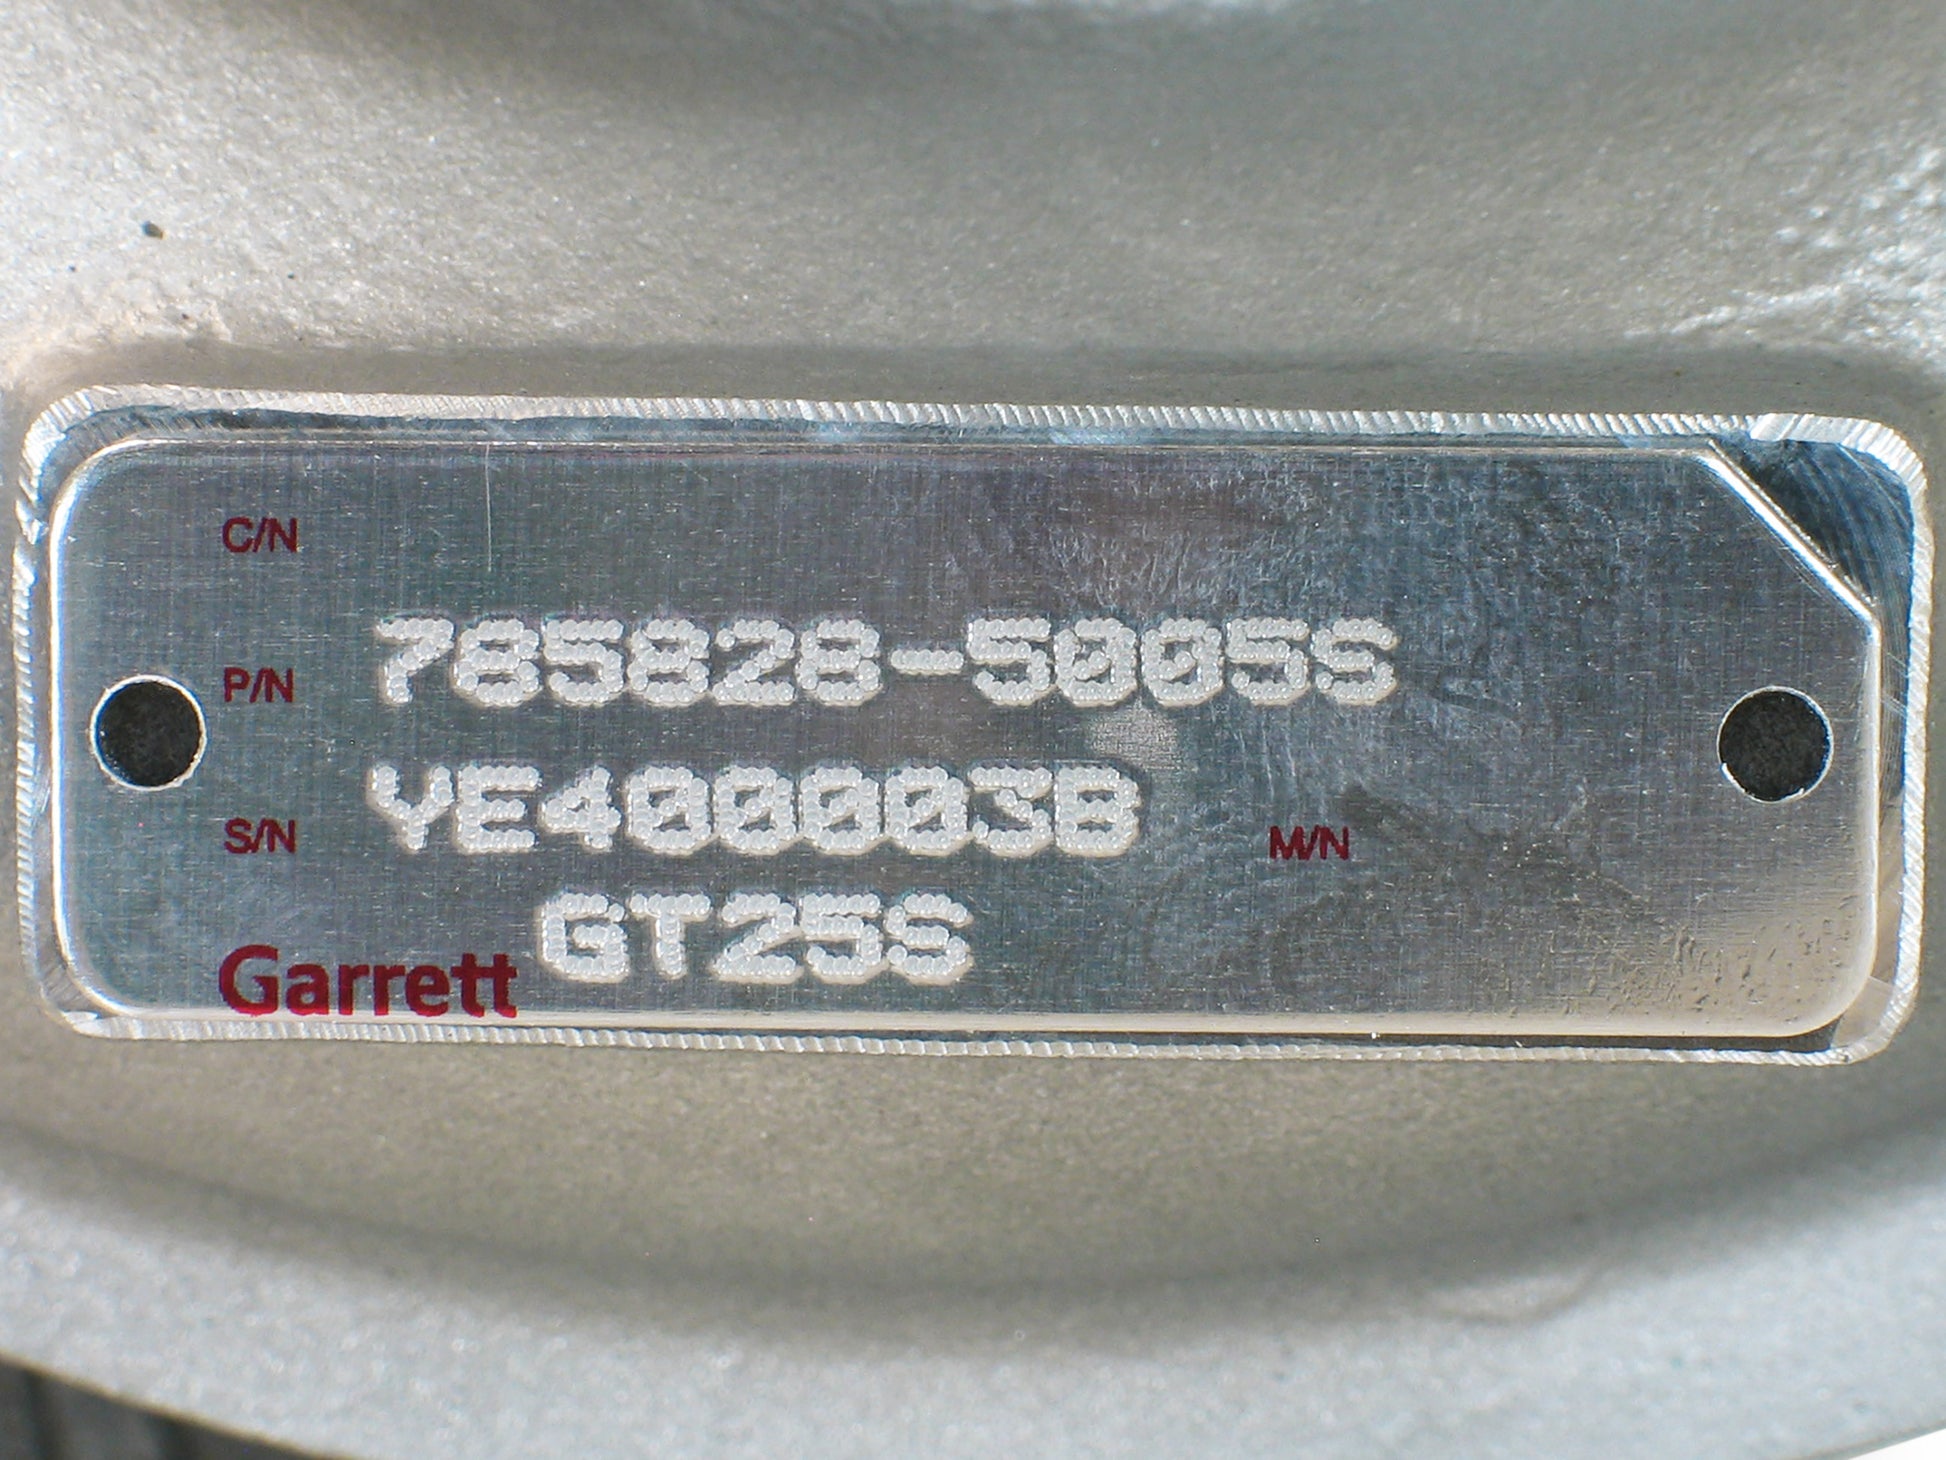 C/N
P/N 785828-5005S
S/N YE400003B M/N
Garrett GT25S